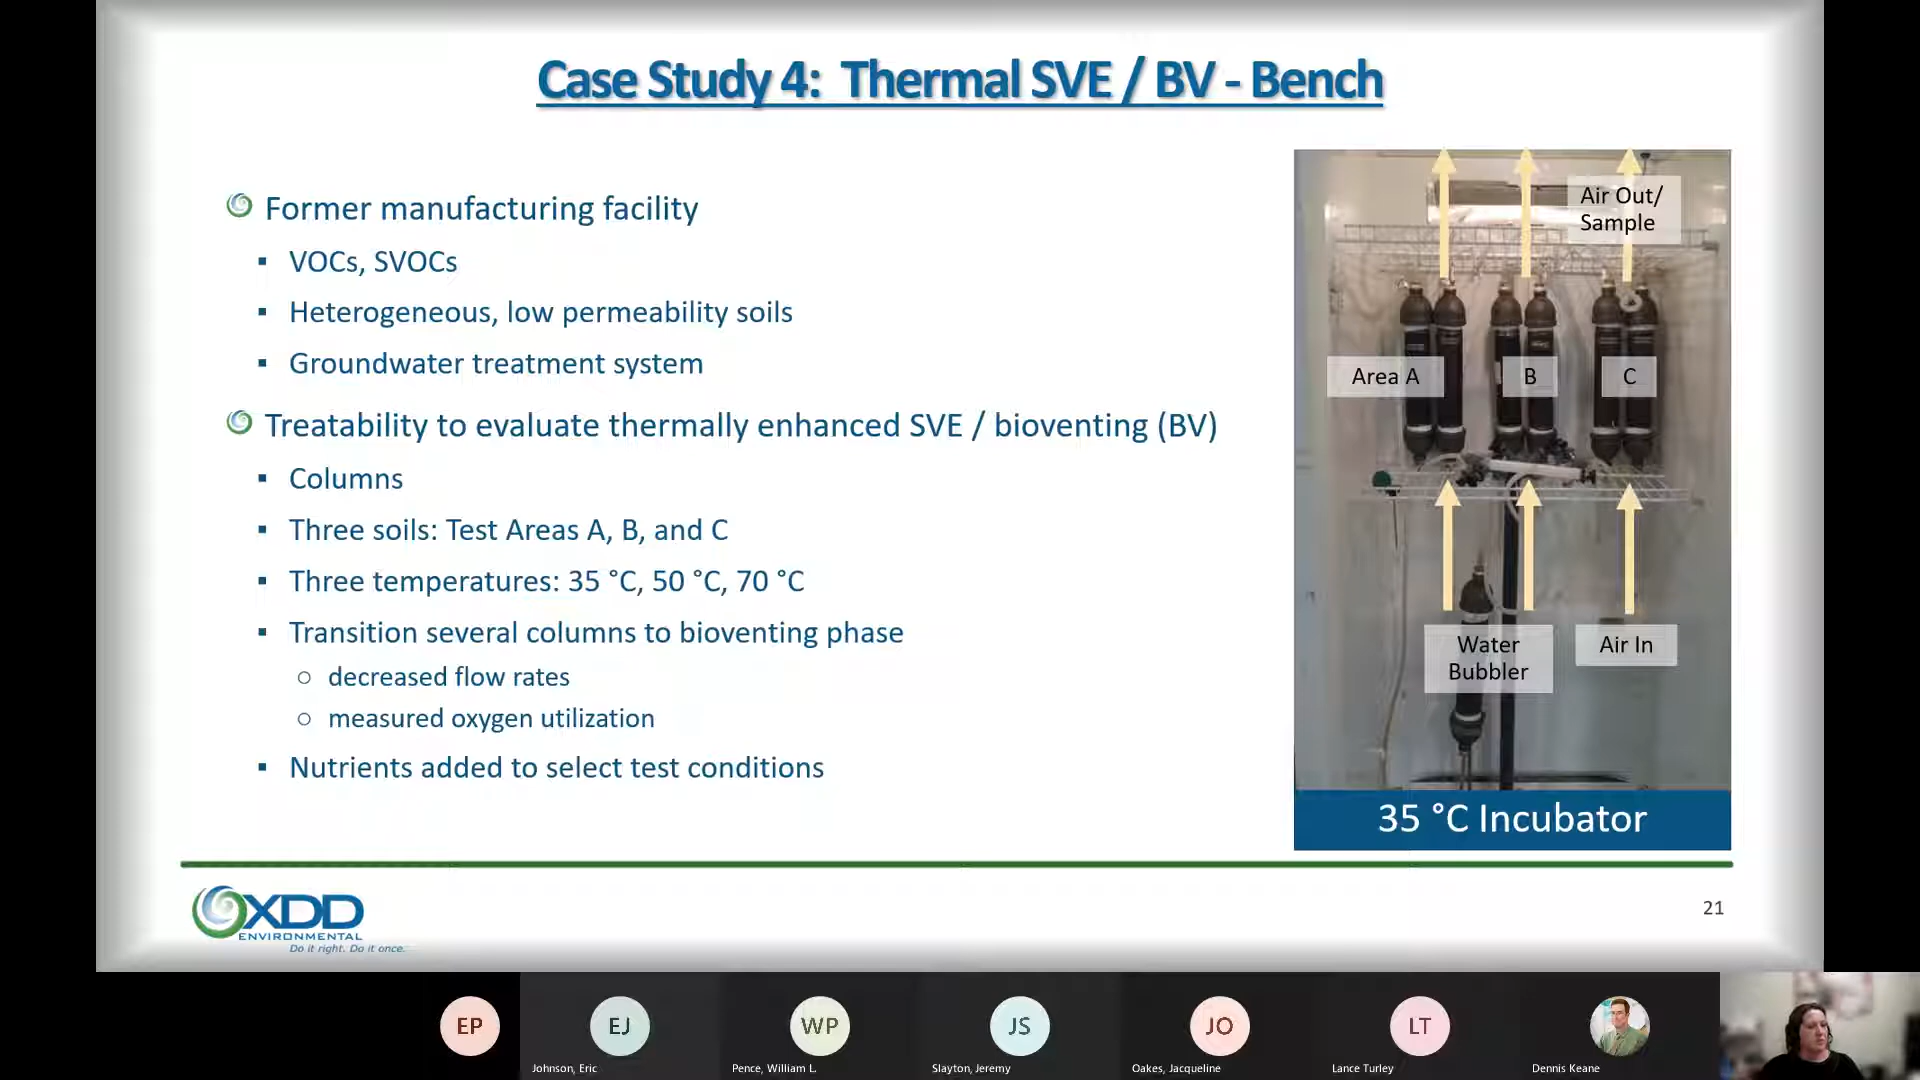 Case Study 4: Thermal SVE / BV - Bench
Former manufacturing facility
VOCs, SVOCs
Heterogeneous, low permeability soils
Groundwater treatment system
Treatability to evaluate thermally enhanced SVE / bioventing (BV)
Columns
Three soils: Test Areas A, B, and C
Three temperatures: 35 °C, 50 °C, 70 °C
Transition several columns to bioventing phase
decreased flow rates
measured oxygen utilization
Nutrients added to select test conditions
Air Out/
Sample
Area A
B
C
Water
Bubbler
Air In
35 °C Incubator
XDD
ENVIRONMENTAL
Do it right. Do it once.
21
EP
EJ
WP
JS
JO
LT
Johnson, Eric
Pence, William L.
Slayton, Jeremy
Oakes, Jacqueline
Lance Turley
Dennis Keane